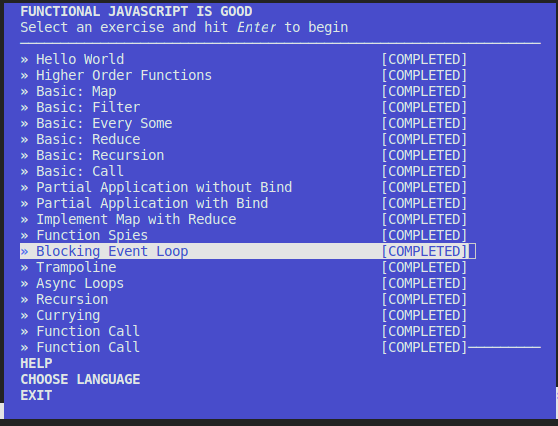 FUNCTIONAL JAVASCRIPT IS GOOD
Select an exercise and hit Enter to begin
» Hello World [COMPLETED]
» Higher Order Functions [COMPLETED]
» Basic: Map [COMPLETED]
» Basic: Filter [COMPLETED]
» Basic: Every Some [COMPLETED]
» Basic: Reduce [COMPLETED]
» Basic: Recursion [COMPLETED]
» Basic: Call [COMPLETED]
» Partial Application without Bind [COMPLETED]
» Partial Application with Bind [COMPLETED]
» Implement Map with Reduce [COMPLETED]
» Function Spies [COMPLETED]
» Blocking Event Loop [COMPLETED]
» Trampoline [COMPLETED]
» Async Loops [COMPLETED]
» Recursion [COMPLETED]
» Currying [COMPLETED]
» Function Call [COMPLETED]
» Function Call [COMPLETED]
HELP
CHOOSE LANGUAGE
EXIT